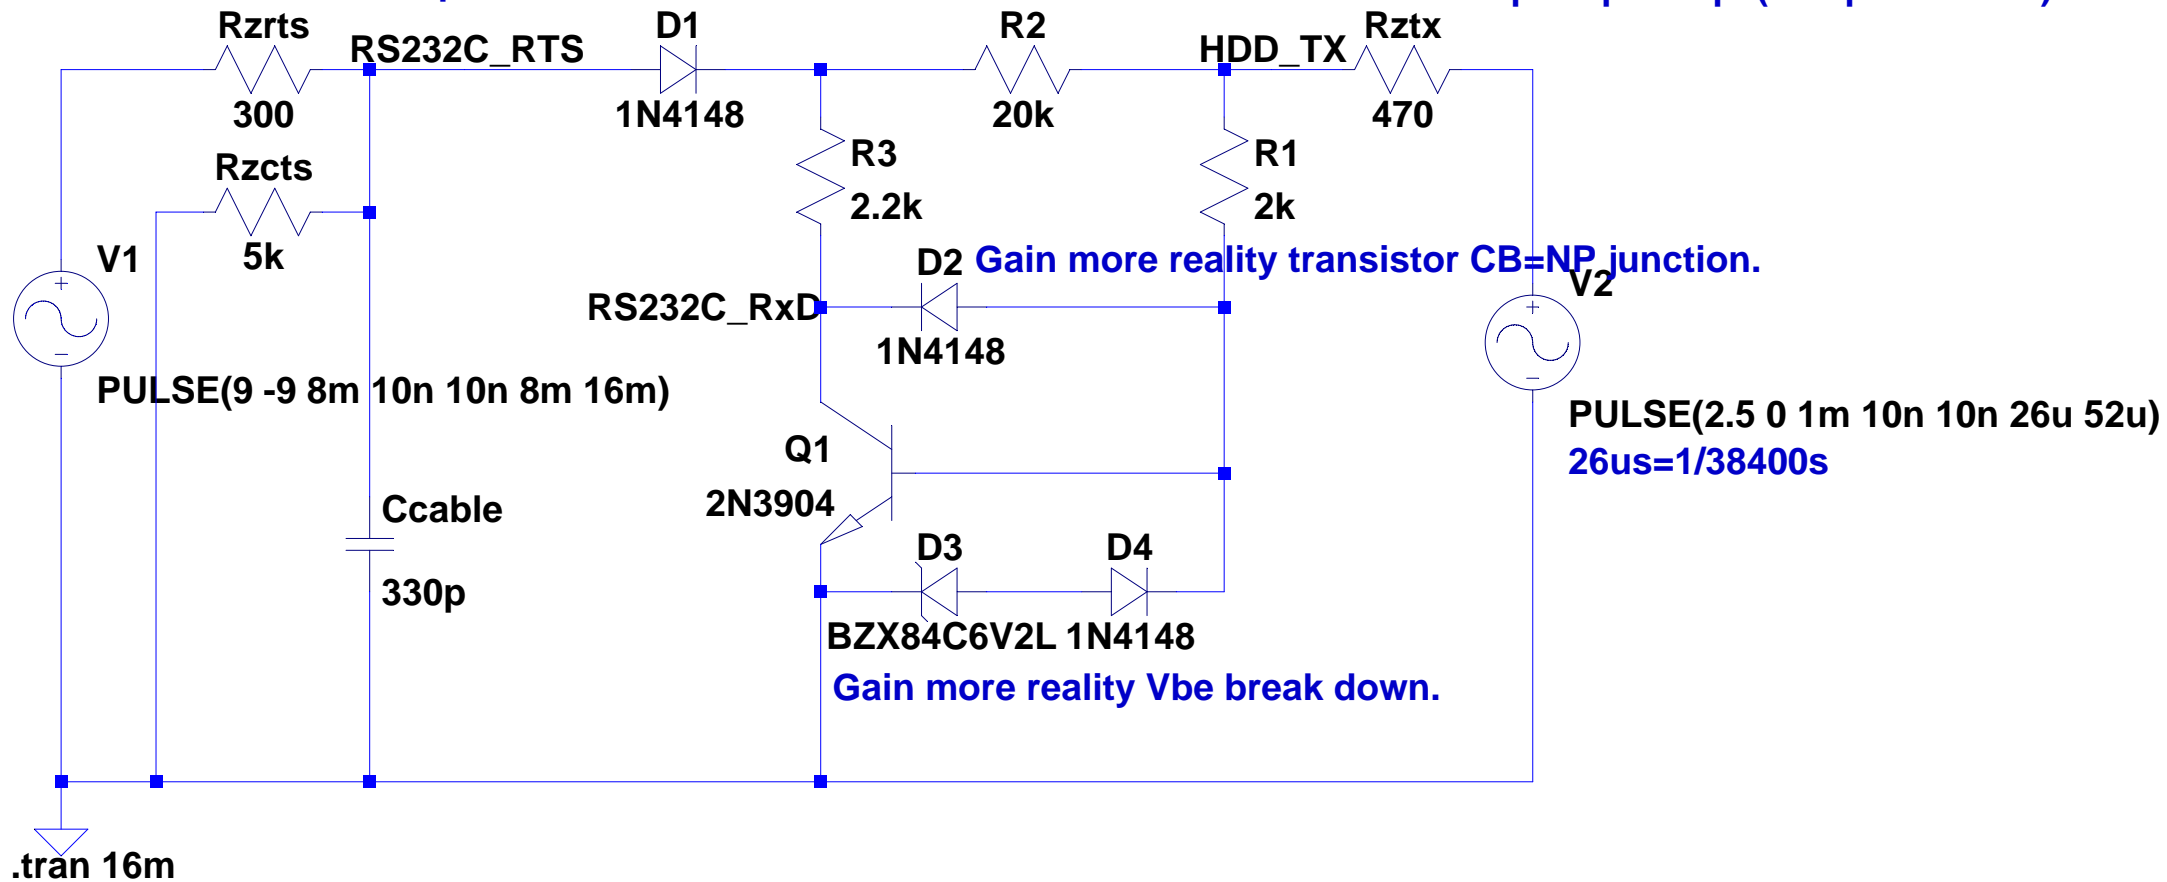 Rzrts
D1
R2
Rztx
RS232C_RTS
HDD_TX
300
1N4148
20k
470
Rzcts
R3
R1
2.2k
2k
5k
V1
D2
Gain more reality transistor CB=NP junction.
V2
RS232C_RxD
1N4148
PULSE(9 -9 8m 10n 10n 8m 16m)
PULSE(2.5 0 1m 10n 10n 26u 52u)
26us=1/38400s
Q1
2N3904
Ccable
330p
D3
D4
BZX84C6V2L
1N4148
Gain more reality Vbe break down.
.tran 16m